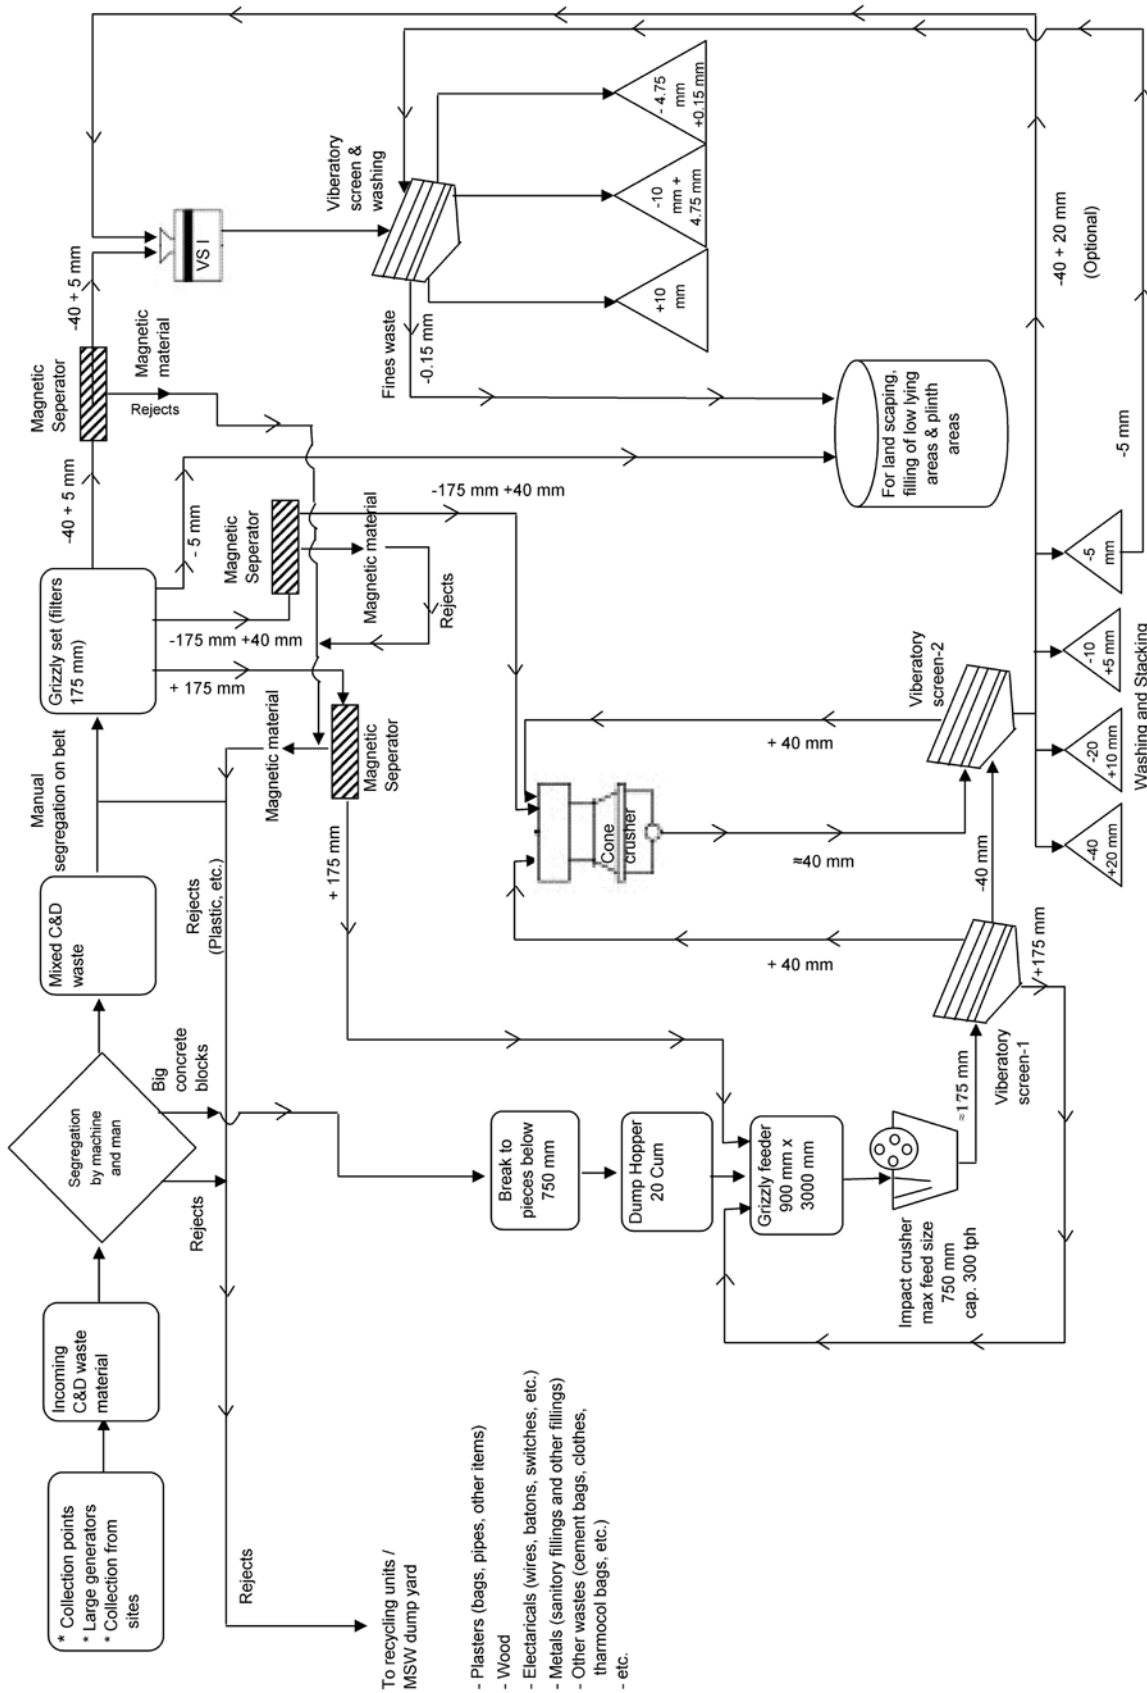 * Collection points
* Large generators
* Collection from
sites
Incoming
C&D waste
material
Segregation
by machine
and man
Rejects
Big
concrete
blocks
Mixed C&D
waste
Manual
segregation on belt
Rejects
(Plastic, etc.)
Grizzly set (filters
175 mm)
-40 + 5 mm
Magnetic
Seperator
-40 + 5 mm
Magnetic
material
Rejects
VS I
- 5 mm
-175 mm +40 mm
+ 175 mm
Magnetic
Seperator
-175 mm +40 mm
Magnetic material
Rejects
Magnetic material
Magnetic
Seperator
+ 175 mm
Viberatory
screen &
washing
Fines waste
-0.15 mm
+10
mm
-10
mm +
4.75 mm
- 4.75
mm
+0.15 mm
For land scaping,
filling of low lying
areas & plinth
areas
Rejects
To recycling units /
MSW dump yard
- Plasters (bags, pipes, other items)
- Wood
- Electaricals (wires, batons, switches, etc.)
- Metals (sanitory fillings and other fillings)
- Other wastes (cement bags, clothes,
tharmocol bags, etc.)
- etc.
Break to
pieces below
750 mm
Dump Hopper
20 Cum
Grizzly feeder
900 mm x
3000 mm
Impact crusher
max feed size
750 mm
cap. 300 tph
≈175 mm
Viberatory
screen-1
+175 mm
+ 40 mm
-40 mm
Cone
crusher
≈40 mm
+ 40 mm
Viberatory
screen-2
-40
+20 mm
-20
+10 mm
-10
+5 mm
-5
mm
Washing and Stacking
-5 mm
-40 + 20 mm
(Optional)